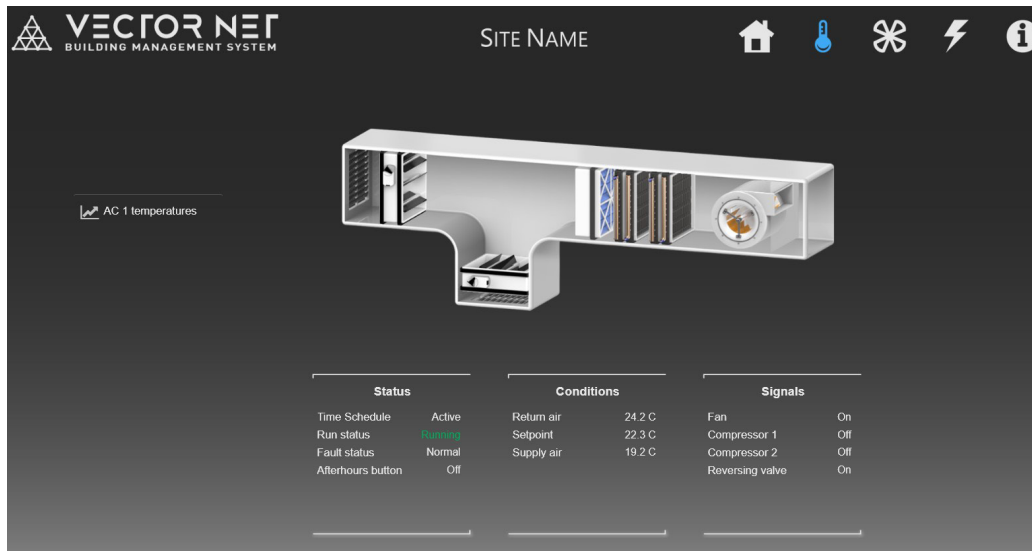 VECTOR NET
BUILDING MANAGEMENT SYSTEM
SITE NAME
AC 1 temperatures
Status
Time Schedule Active
Run status Running
Fault status Normal
Afterhours button Off
Conditions
Return air 24.2 C
Setpoint 22.3 C
Supply air 19.2 C
Signals
Fan On
Compressor 1 Off
Compressor 2 Off
Reversing valve On